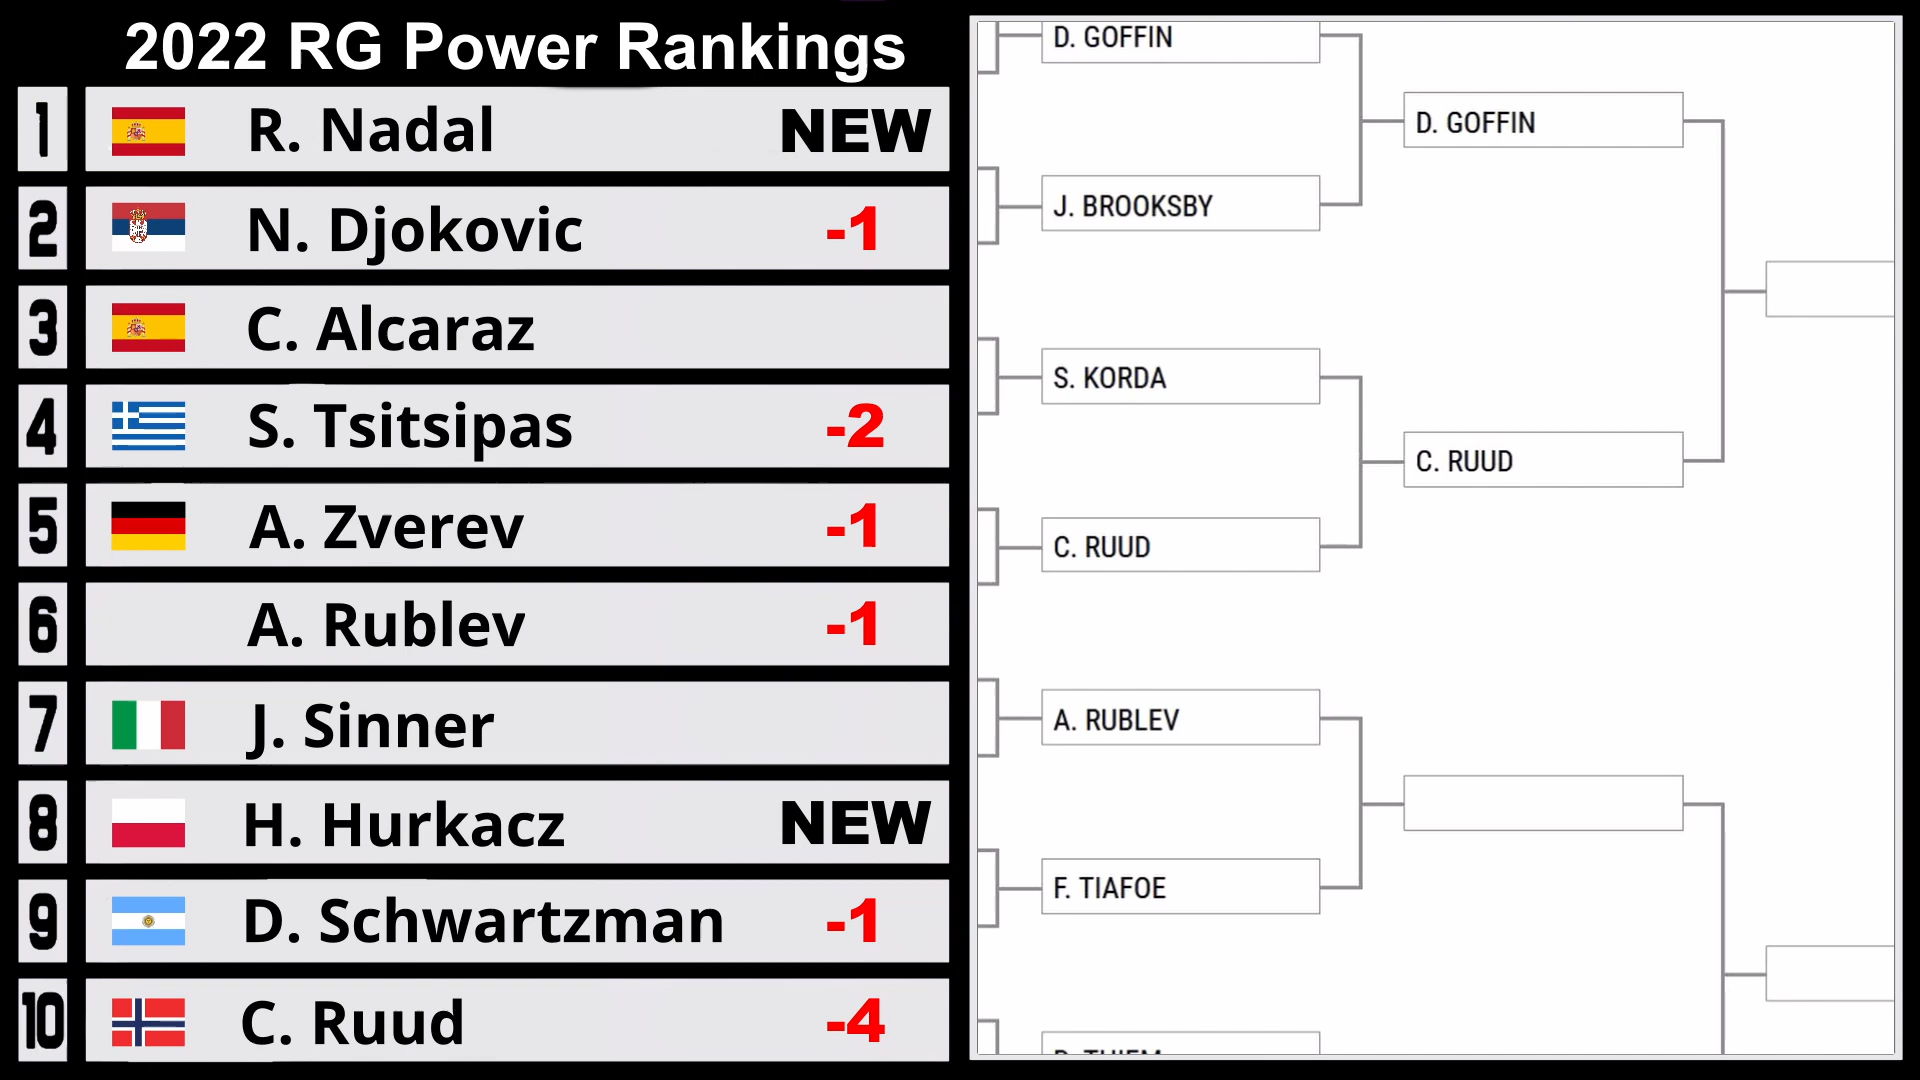 2022 RG Power Rankings
1 R. Nadal NEW
2 N. Djokovic -1
3 C. Alcaraz
4 S. Tsitsipas -2
5 A. Zverev -1
6 A. Rublev -1
7 J. Sinner
8 H. Hurkacz NEW
9 D. Schwartzman -1
10 C. Ruud -4
D. GOFFIN
D. GOFFIN
J. BROOKSBY
S. KORDA
C. RUUD
C. RUUD
A. RUBLEV
F. TIAFOE